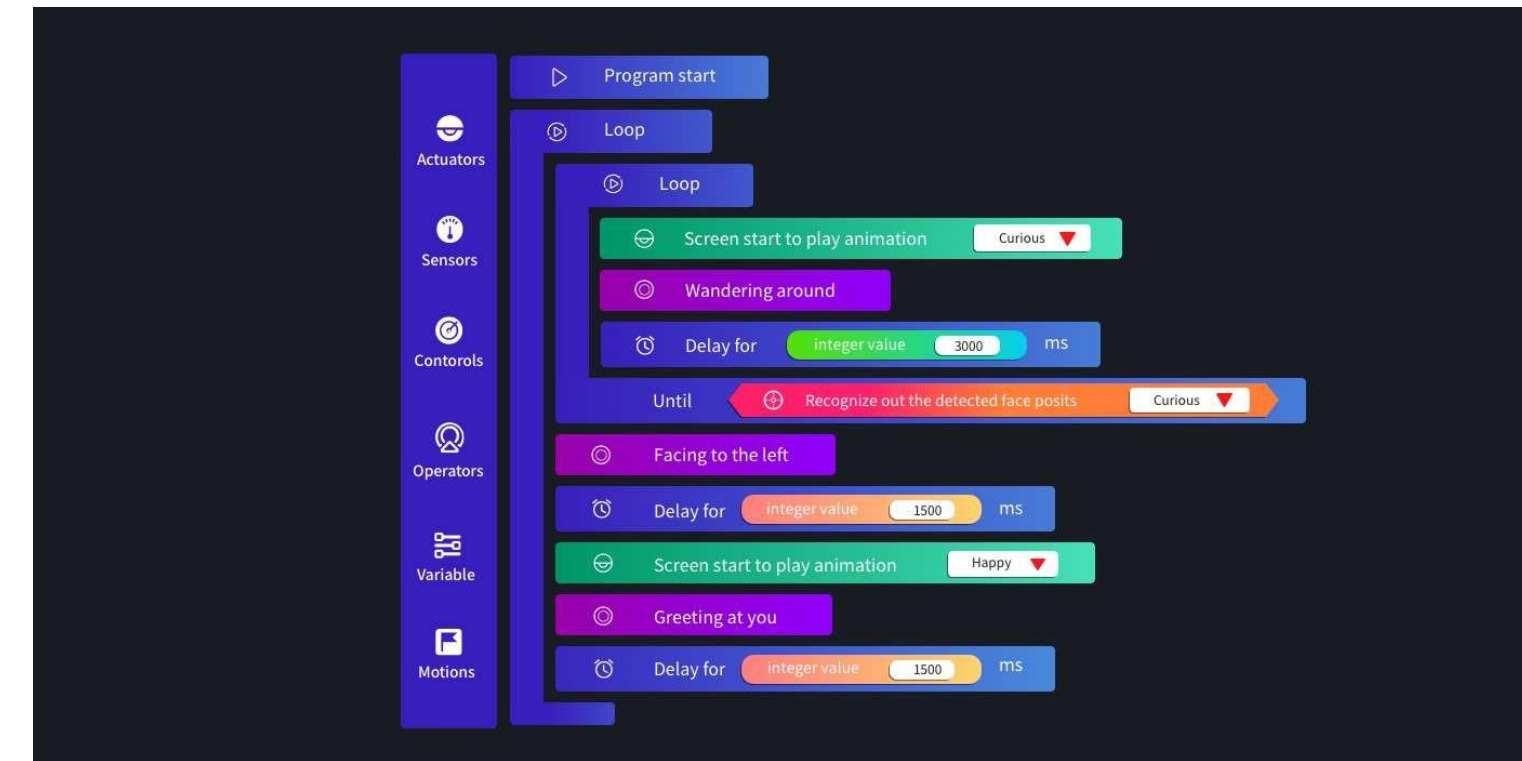 Actuators
Sensors
Contorols
Operators
Variable
Motions
Program start
Loop
Loop
Screen start to play animation Curious
Wandering around
Delay for integer value 3000 ms
Until Recognize out the detected face posits Curious
Facing to the left
Delay for integer value 1500 ms
Screen start to play animation Happy
Greeting at you
Delay for integer value 1500 ms